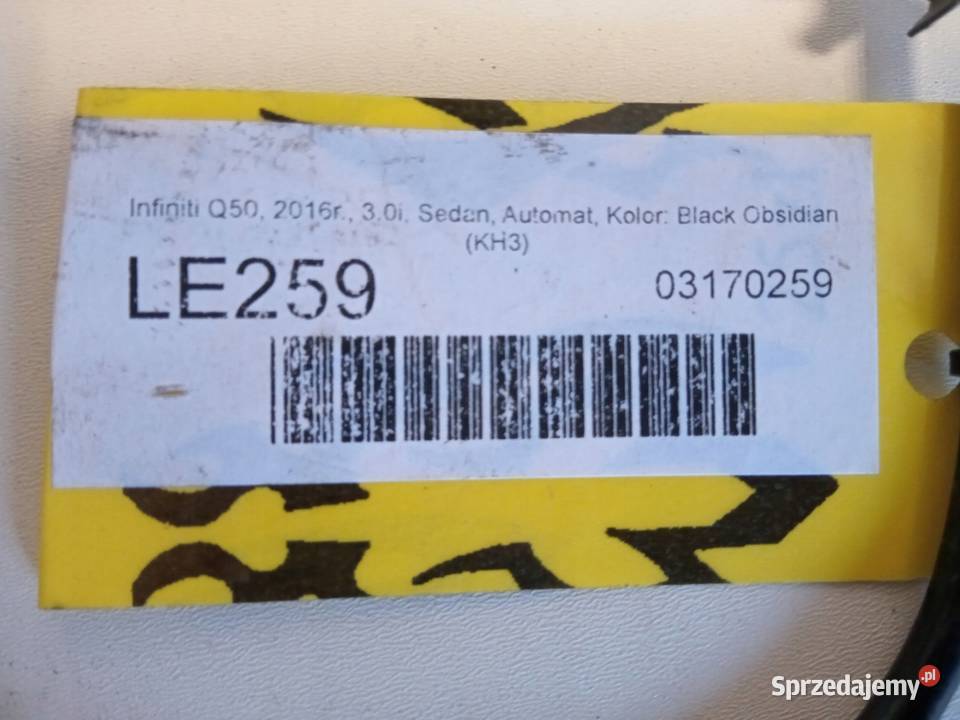 Infiniti Q50, 2016r., 3.0i, Sedan, Automat, Kolor: Black Obsidian
(KH3)
LE259
03170259
Sprzedajemy.pl